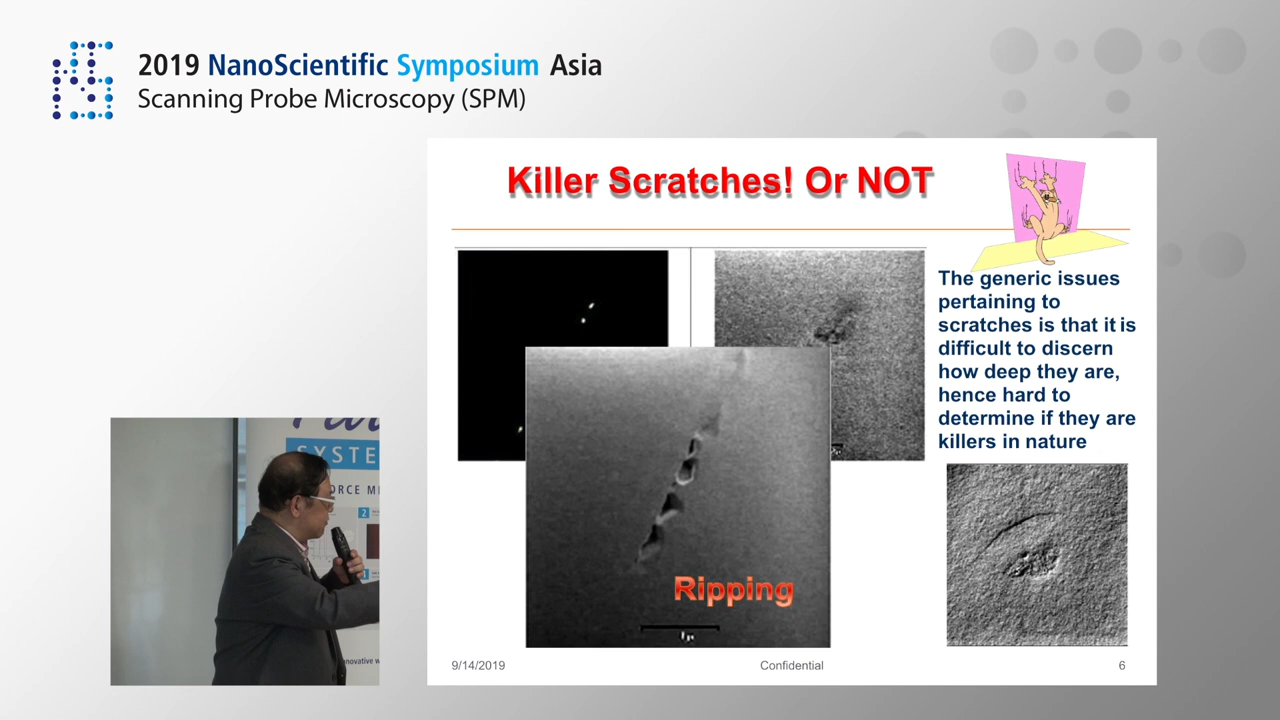 2019 NanoScientific Symposium Asia
Scanning Probe Microscopy (SPM)
Killer Scratches! Or NOT
The generic issues
pertaining to
scratches is that it is
difficult to discern
how deep they are,
hence hard to
determine if they are
killers in nature
Ripping
9/14/2019
Confidential
6
SYSTE
ORCE MI
2